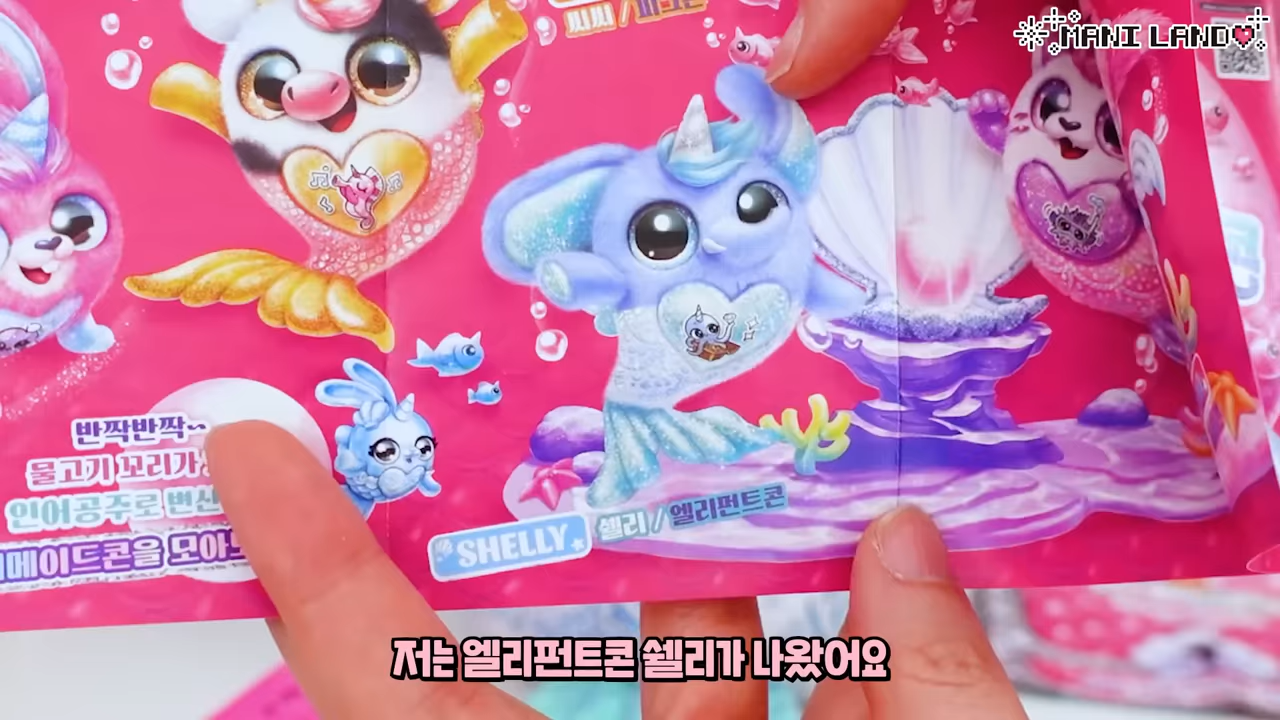 MANI LAND
씨씨 /
반짝반짝~
물고기 꼬리가
인어공주로 변신
메이드콘을 모아
SHELLY 쉘리 / 엘리펀트콘
저는 엘리펀트콘 쉘리가 나왔어요